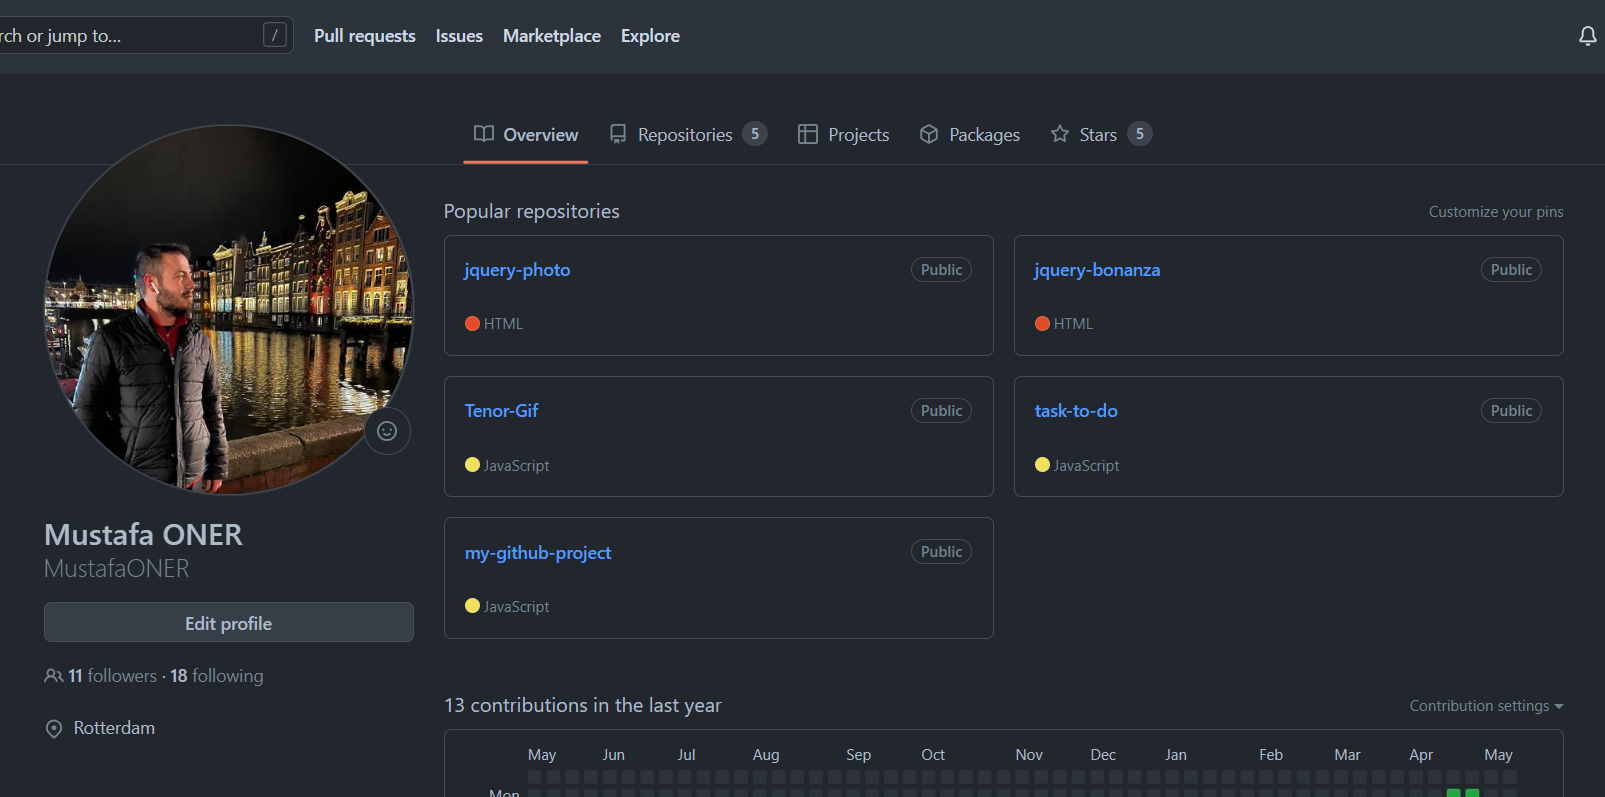 rch or jump to...
/
Pull requests
Issues
Marketplace
Explore
Overview
Repositories 5
Projects
Packages
Stars 5
Mustafa ONER
MustafaONER
Edit profile
11 followers · 18 following
Rotterdam
Popular repositories
Customize your pins
jquery-photo
Public
HTML
jquery-bonanza
Public
HTML
Tenor-Gif
Public
JavaScript
task-to-do
Public
JavaScript
my-github-project
Public
JavaScript
13 contributions in the last year
Contribution settings
May Jun Jul Aug Sep Oct Nov Dec Jan Feb Mar Apr May
Mon